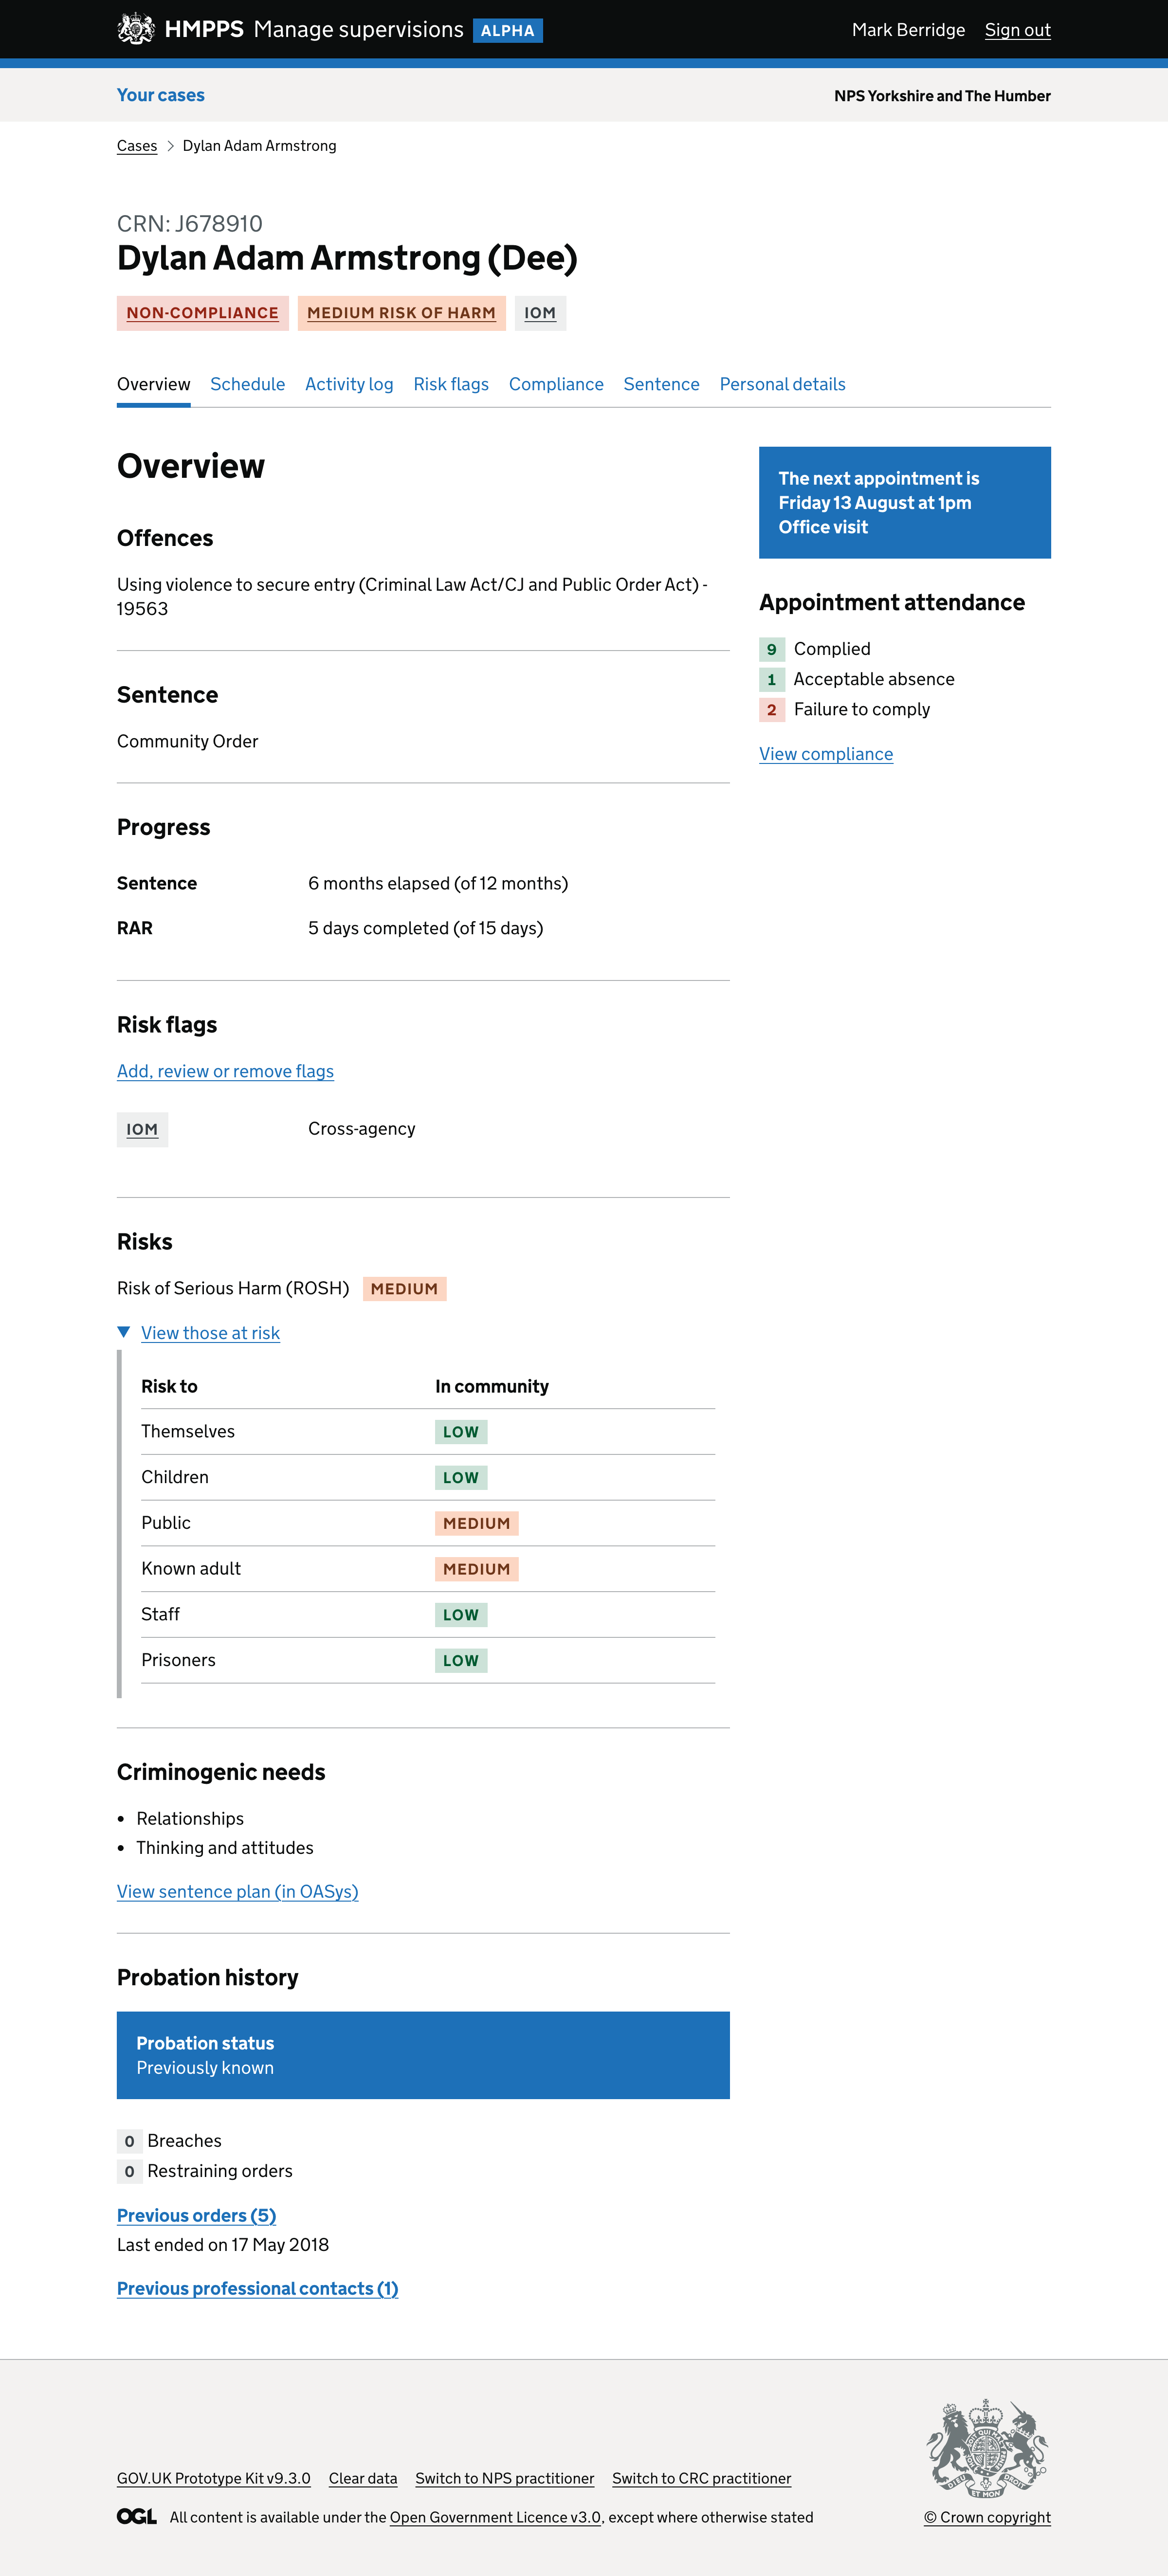 HMPPS Manage supervisions ALPHA
Mark Berridge Sign out
Your cases
NPS Yorkshire and The Humber
Cases Dylan Adam Armstrong
CRN: J678910
Dylan Adam Armstrong (Dee)
NON-COMPLIANCE MEDIUM RISK OF HARM IOM
Overview Schedule Activity log Risk flags Compliance Sentence Personal details
Overview
Offences
Using violence to secure entry (Criminal Law Act/CJ and Public Order Act) -
19563
Sentence
Community Order
Progress
Sentence 6 months elapsed (of 12 months)
RAR 5 days completed (of 15 days)
Risk flags
Add, review or remove flags
IOM Cross-agency
Risks
Risk of Serious Harm (ROSH) MEDIUM
View those at risk
Risk to In community
Themselves LOW
Children LOW
Public MEDIUM
Known adult MEDIUM
Staff LOW
Prisoners LOW
Criminogenic needs
• Relationships
• Thinking and attitudes
View sentence plan (in OASys)
Probation history
Probation status
Previously known
0 Breaches
0 Restraining orders
Previous orders (5)
Last ended on 17 May 2018
Previous professional contacts (1)
The next appointment is
Friday 13 August at 1pm
Office visit
Appointment attendance
9 Complied
1 Acceptable absence
2 Failure to comply
View compliance
GOV.UK Prototype Kit v9.3.0 Clear data Switch to NPS practitioner Switch to CRC practitioner
OGL All content is available under the Open Government Licence v3.0, except where otherwise stated
DIEU ET MON DROIT
© Crown copyright